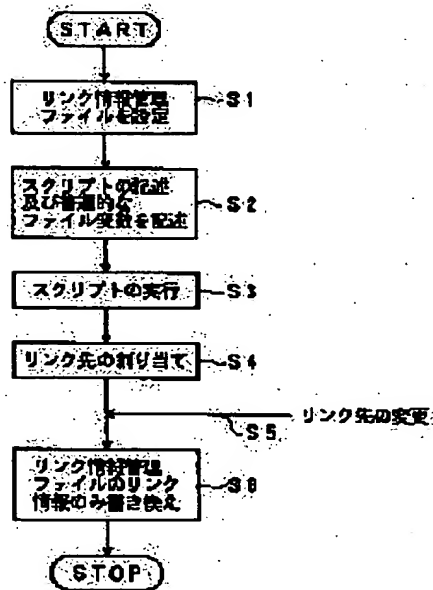 START
リンク情報管理
ファイルを設定
S1
スクリプトの記述
及び普遍的な
ファイル変数を記述
S2
スクリプトの実行
S3
リンク先の割り当て
S4
リンク先の変更
S5
リンク情報管理
ファイルのリンク
情報のみ書き換え
S6
STOP